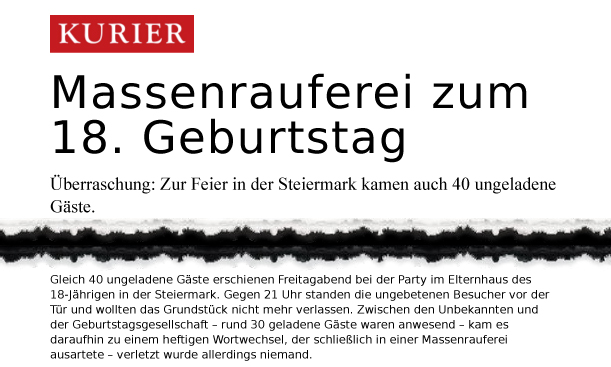 KURIER
Massenrauferei zum
18. Geburtstag
Überraschung: Zur Feier in der Steiermark kamen auch 40 ungeladene
Gäste.
Gleich 40 ungeladene Gäste erschienen Freitagabend bei der Party im Elternhaus des
18-Jährigen in der Steiermark. Gegen 21 Uhr standen die ungebetenen Besucher vor der
Tür und wollten das Grundstück nicht mehr verlassen. Zwischen den Unbekannten und
der Geburtstagsgesellschaft – rund 30 geladene Gäste waren anwesend – kam es
daraufhin zu einem heftigen Wortwechsel, der schließlich in einer Massenrauferei
ausartete – verletzt wurde allerdings niemand.